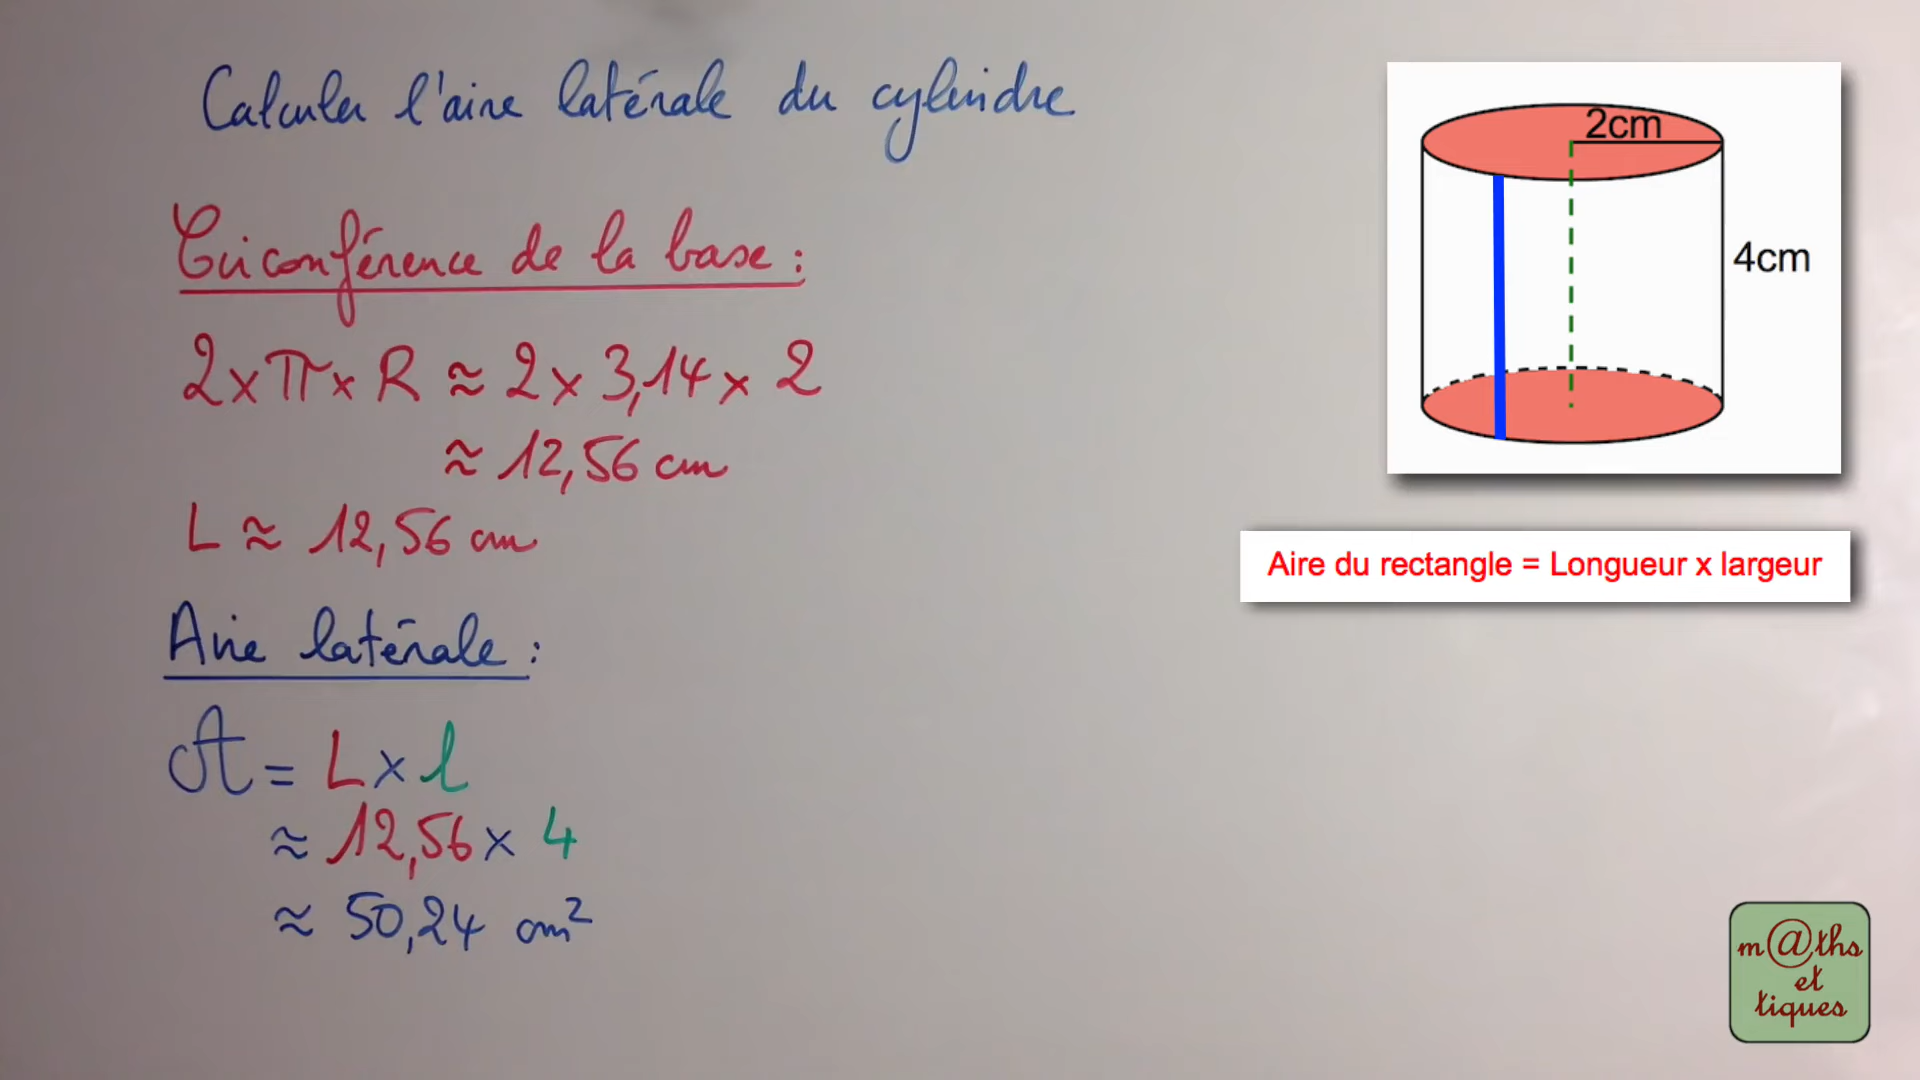 Calculer l'aire latérale du cylindre
Circonférence de la base :
2 x π x R ≈ 2 x 3,14 x 2
≈ 12,56 cm
L ≈ 12,56 cm
Aire latérale :
A = L x l
≈ 12,56 x 4
≈ 50,24 cm²
2cm
4cm
Aire du rectangle = Longueur x largeur
m@ths
et
tiques